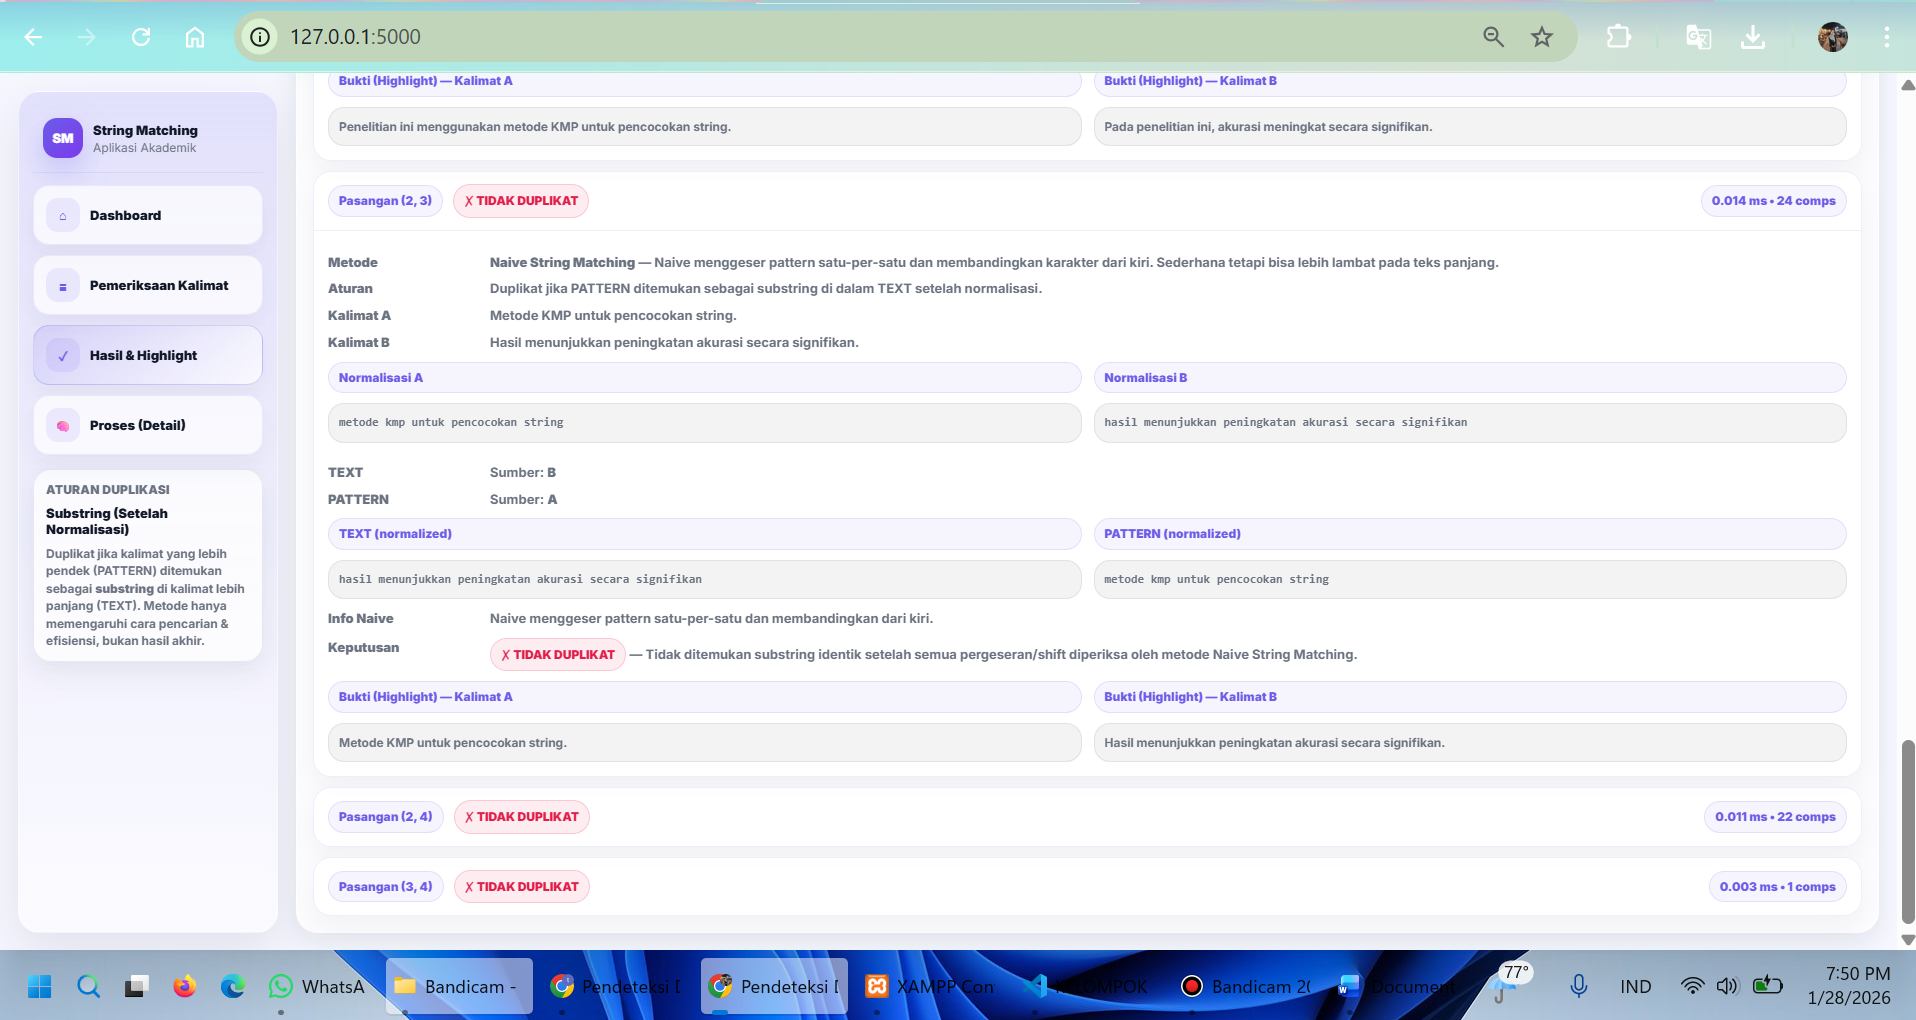 127.0.0.1:5000
SM
String Matching
Aplikasi Akademik
Dashboard
Pemeriksaan Kalimat
Hasil & Highlight
Proses (Detail)
ATURAN DUPLIKASI
Substring (Setelah
Normalisasi)
Duplikat jika kalimat yang lebih
pendek (PATTERN) ditemukan
sebagai substring di kalimat lebih
panjang (TEXT). Metode hanya
memengaruhi cara pencarian &
efisiensi, bukan hasil akhir.
Bukti (Highlight) — Kalimat A
Bukti (Highlight) — Kalimat B
Penelitian ini menggunakan metode KMP untuk pencocokan string.
Pada penelitian ini, akurasi meningkat secara signifikan.
Pasangan (2, 3)
✗ TIDAK DUPLIKAT
0.014 ms • 24 comps
Metode
Naive String Matching — Naive menggeser pattern satu-per-satu dan membandingkan karakter dari kiri. Sederhana tetapi bisa lebih lambat pada teks panjang.
Aturan
Duplikat jika PATTERN ditemukan sebagai substring di dalam TEXT setelah normalisasi.
Kalimat A
Metode KMP untuk pencocokan string.
Kalimat B
Hasil menunjukkan peningkatan akurasi secara signifikan.
Normalisasi A
Normalisasi B
metode kmp untuk pencocokan string
hasil menunjukkan peningkatan akurasi secara signifikan
TEXT
Sumber: B
PATTERN
Sumber: A
TEXT (normalized)
PATTERN (normalized)
hasil menunjukkan peningkatan akurasi secara signifikan
metode kmp untuk pencocokan string
Info Naive
Naive menggeser pattern satu-per-satu dan membandingkan dari kiri.
Keputusan
✗ TIDAK DUPLIKAT — Tidak ditemukan substring identik setelah semua pergeseran/shift diperiksa oleh metode Naive String Matching.
Bukti (Highlight) — Kalimat A
Bukti (Highlight) — Kalimat B
Metode KMP untuk pencocokan string.
Hasil menunjukkan peningkatan akurasi secara signifikan.
Pasangan (2, 4)
✗ TIDAK DUPLIKAT
0.011 ms • 22 comps
Pasangan (3, 4)
✗ TIDAK DUPLIKAT
0.003 ms • 1 comps
WhatsA
Bandicam -
Pendeteksi D
Pendeteksi D
XAMPP Con
KELOMPOK
Bandicam 20
Document
77°
IND
7:50 PM
1/28/2026